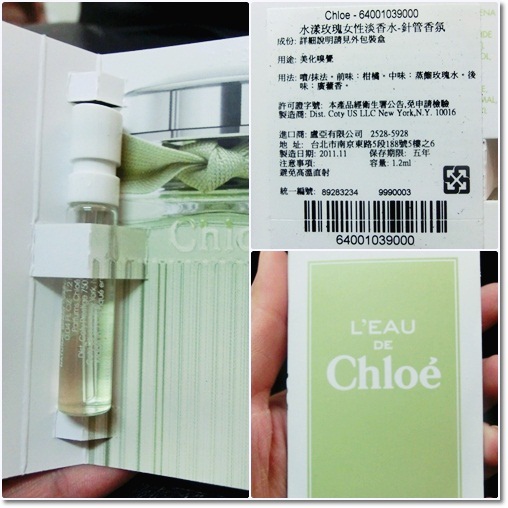 Chloé
Chloe - 64001039000
水漾玫瑰女性淡香水-針管香氛
成份: 詳細說明請見外包裝盒
用途: 美化嗅覺
用法: 噴/抹法。前味：柑橘。中味：蒸餾玫瑰水。後
味：廣藿香。
許可證字號: 本產品經衛生署公告,免申請檢驗
製造商: Dist. Coty US LLC New York,N.Y. 10016
進口商: 盧亞有限公司 2528-5928
地 址: 台北市南京東路5段188號5樓之6
製造日期: 2011.11 保存期限: 五年
注意事項: 容量: 1.2ml
避免高溫直射
統一編號: 89283234 9990003
64001039000
L'EAU
DE
Chloé